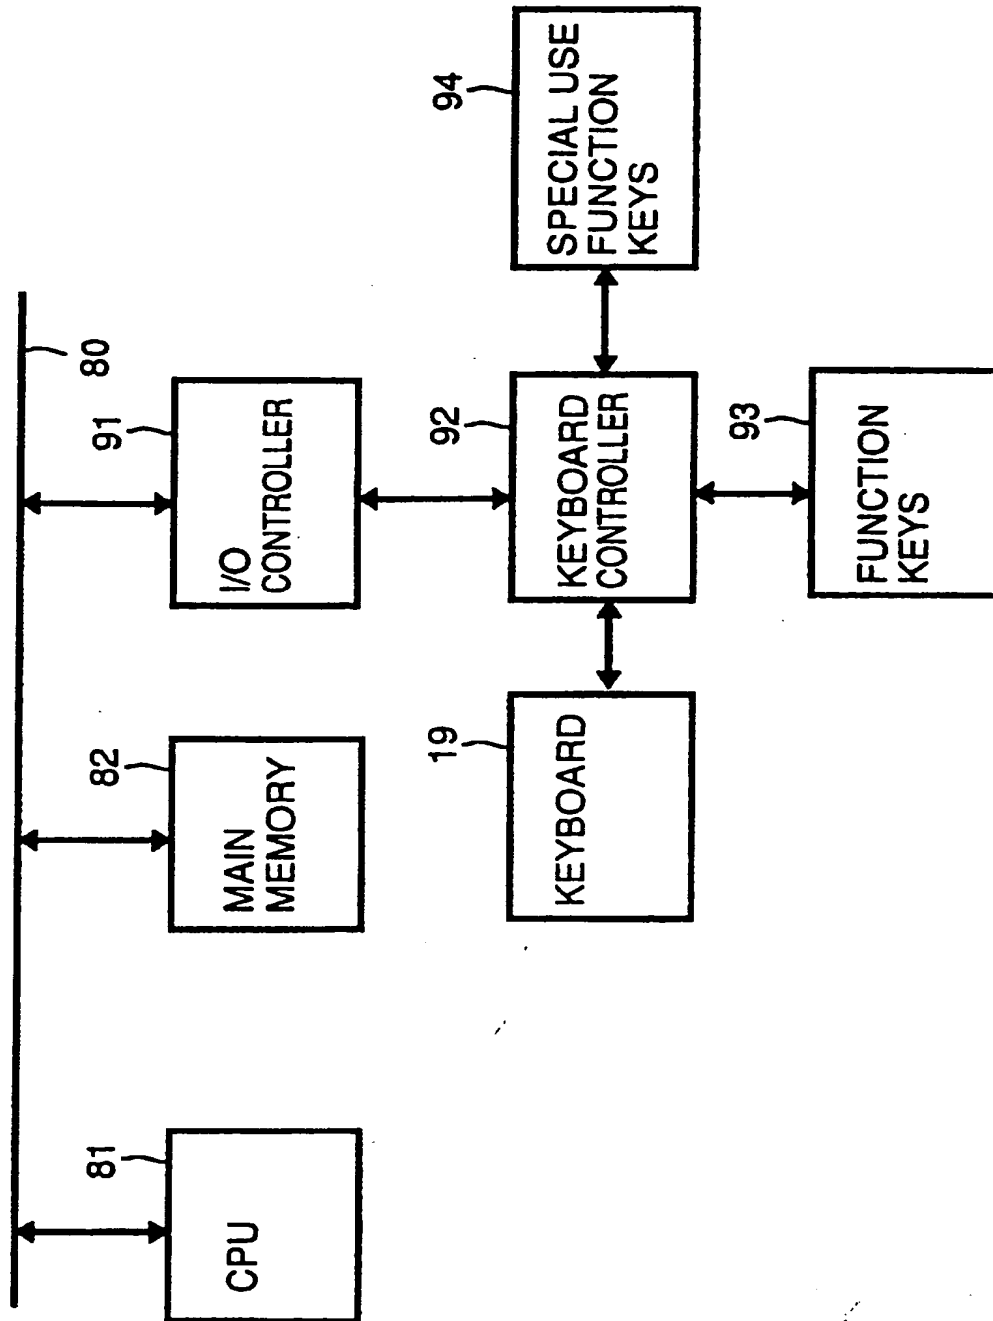 80
81
CPU
82
MAIN
MEMORY
91
I/O
CONTROLLER
19
KEYBOARD
92
KEYBOARD
CONTROLLER
94
SPECIAL USE
FUNCTION
KEYS
93
FUNCTION
KEYS